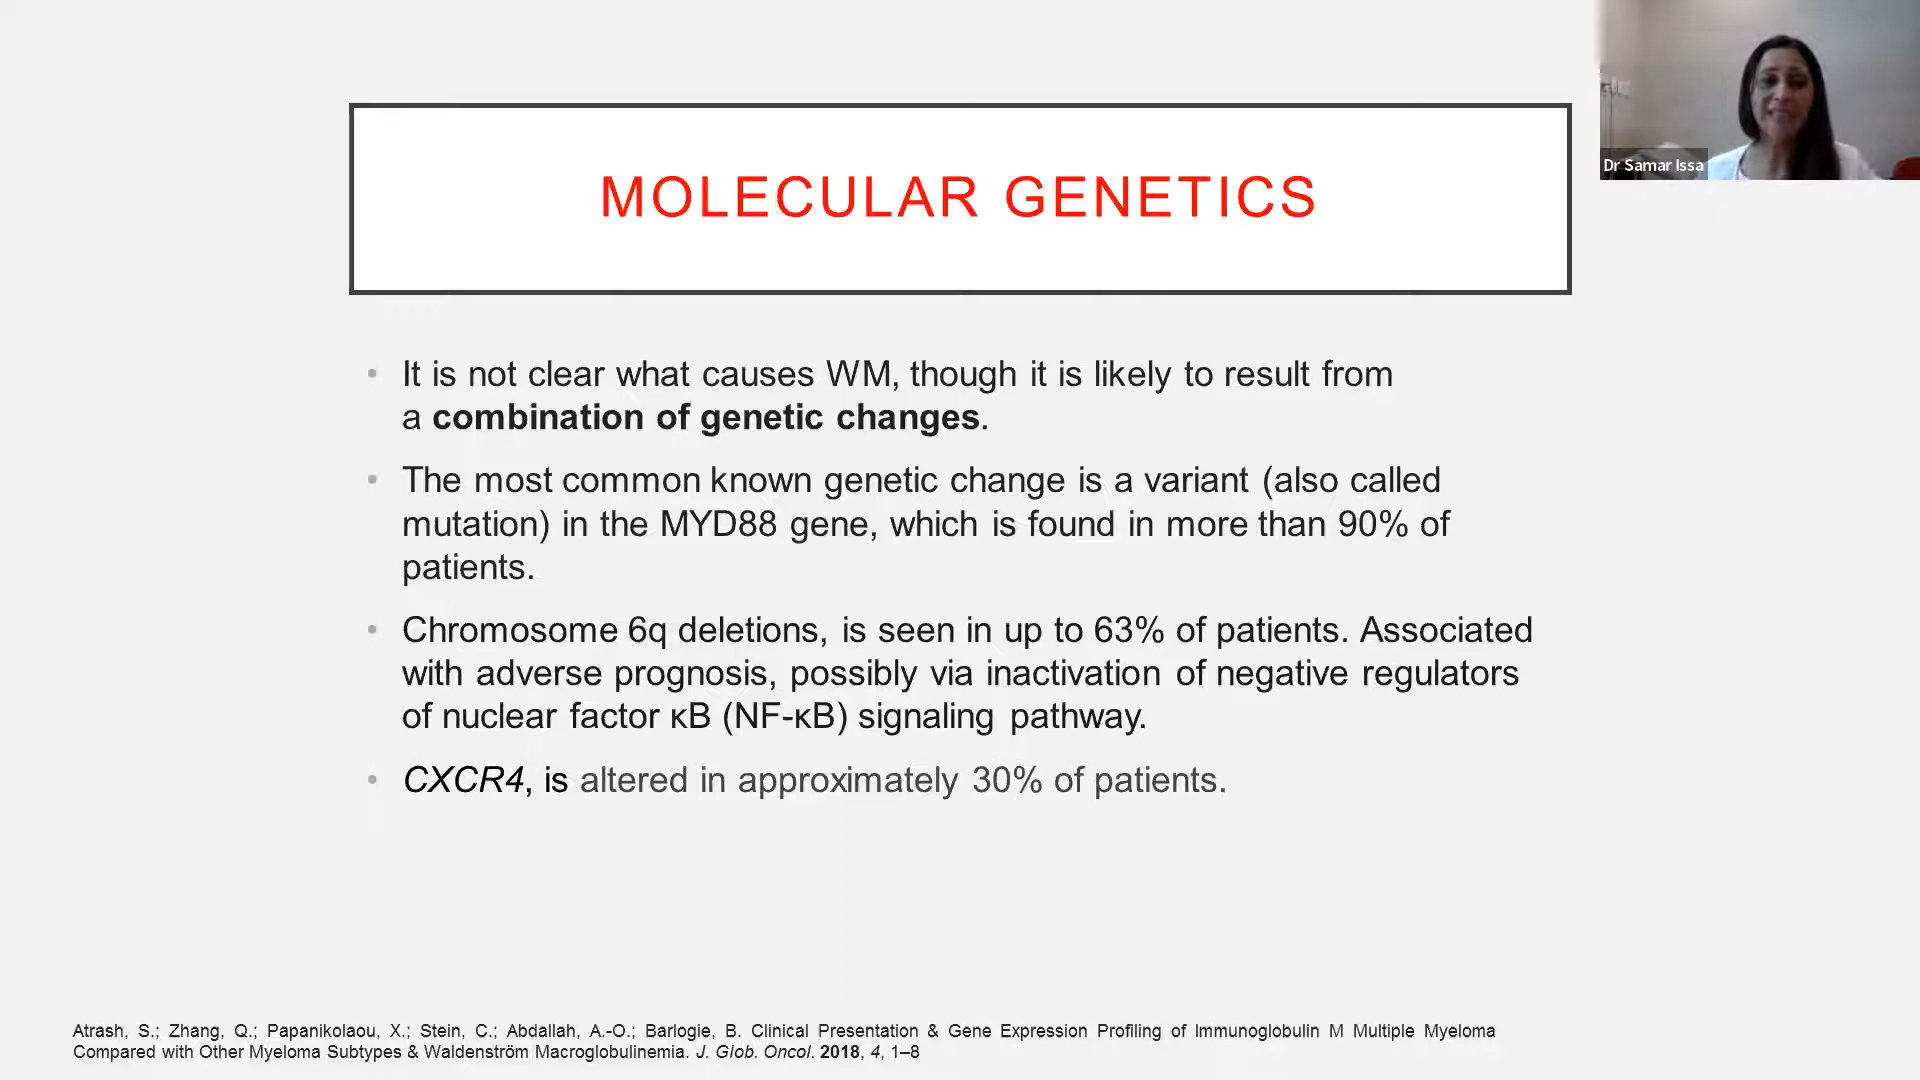 Dr Samar Issa
MOLECULAR GENETICS
• It is not clear what causes WM, though it is likely to result from
a combination of genetic changes.
• The most common known genetic change is a variant (also called
mutation) in the MYD88 gene, which is found in more than 90% of
patients.
• Chromosome 6q deletions, is seen in up to 63% of patients. Associated
with adverse prognosis, possibly via inactivation of negative regulators
of nuclear factor κB (NF-κB) signaling pathway.
• CXCR4, is altered in approximately 30% of patients.
Atrash, S.; Zhang, Q.; Papanikolaou, X.; Stein, C.; Abdallah, A.-O.; Barlogie, B. Clinical Presentation & Gene Expression Profiling of Immunoglobulin M Multiple Myeloma
Compared with Other Myeloma Subtypes & Waldenström Macroglobulinemia. J. Glob. Oncol. 2018, 4, 1–8